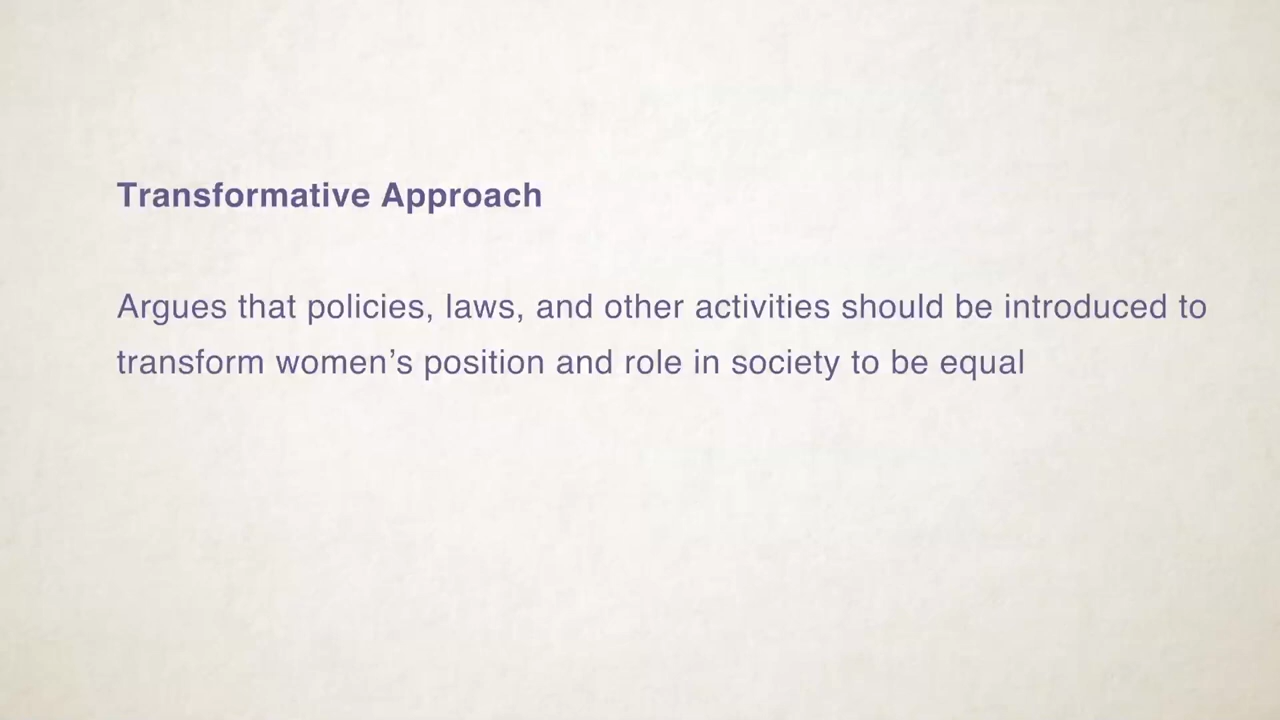 Transformative Approach
Argues that policies, laws, and other activities should be introduced to
transform women’s position and role in society to be equal